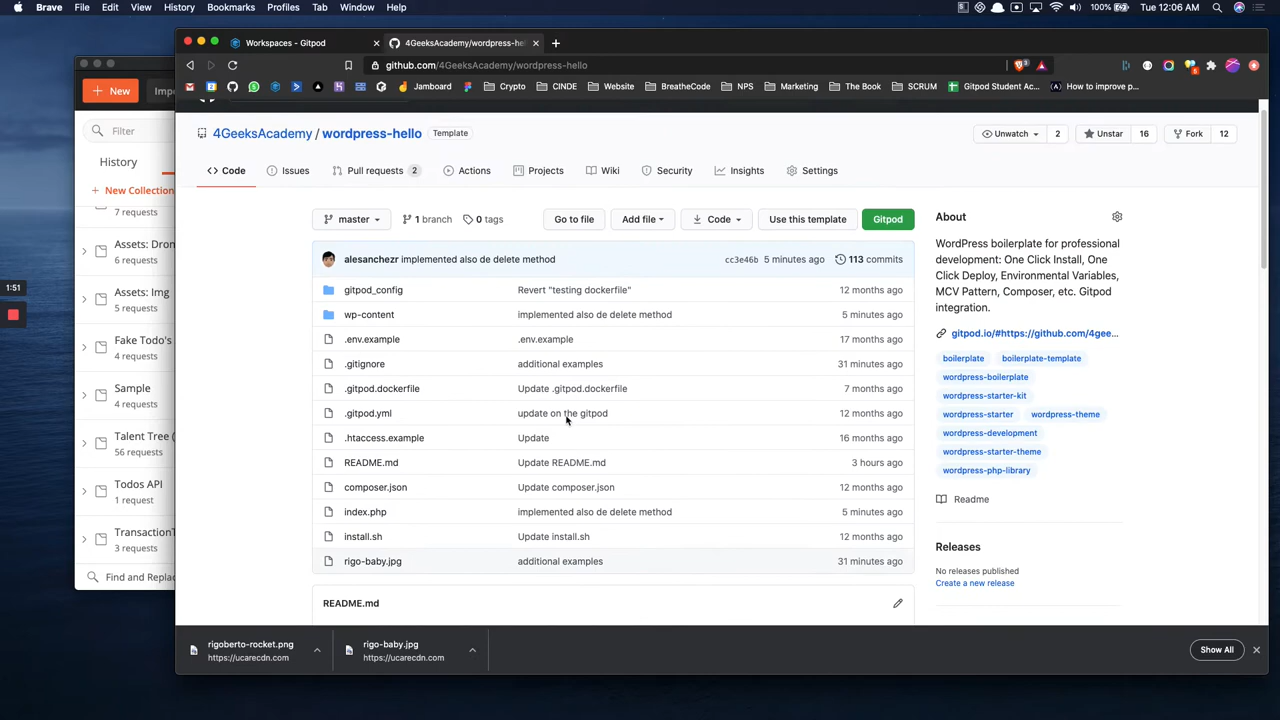 Brave File Edit View History Bookmarks Profiles Tab Window Help 100% Tue 12:06 AM
Workspaces - Gitpod
4GeeksAcademy/wordpress-hel
github.com/4GeeksAcademy/wordpress-hello
Jamboard Crypto CINDE Website BreatheCode NPS Marketing The Book SCRUM Gitpod Student Ac... How to improve p...
1:51
New
Impo
Filter
History
New Collection
7 requests
Assets: Dron
6 requests
Assets: Img
5 requests
Fake Todo's
4 requests
Sample
4 requests
Talent Tree (
56 requests
Todos API
1 request
TransactionT
3 requests
Find and Repla
4GeeksAcademy / wordpress-hello Template
Unwatch 2 Unstar 16 Fork 12
Code Issues Pull requests 2 Actions Projects Wiki Security Insights Settings
master 1 branch 0 tags Go to file Add file Code Use this template Gitpod
alesanchezr implemented also de delete method cc3e46b 5 minutes ago 113 commits
gitpod_config Revert "testing dockerfile" 12 months ago
wp-content implemented also de delete method 5 minutes ago
.env.example .env.example 17 months ago
.gitignore additional examples 31 minutes ago
.gitpod.dockerfile Update .gitpod.dockerfile 7 months ago
.gitpod.yml update on the gitpod 12 months ago
.htaccess.example Update 16 months ago
README.md Update README.md 3 hours ago
composer.json Update composer.json 12 months ago
index.php implemented also de delete method 5 minutes ago
install.sh Update install.sh 12 months ago
rigo-baby.jpg additional examples 31 minutes ago
README.md
About
WordPress boilerplate for professional
development: One Click Install, One
Click Deploy, Environmental Variables,
MCV Pattern, Composer, etc. Gitpod
integration.
gitpod.io/#https://github.com/4gee...
boilerplate boilerplate-template
wordpress-boilerplate
wordpress-starter-kit
wordpress-starter wordpress-theme
wordpress-development
wordpress-starter-theme
wordpress-php-library
Readme
Releases
No releases published
Create a new release
rigoberto-rocket.png
https://ucarecdn.com
rigo-baby.jpg
https://ucarecdn.com
Show All